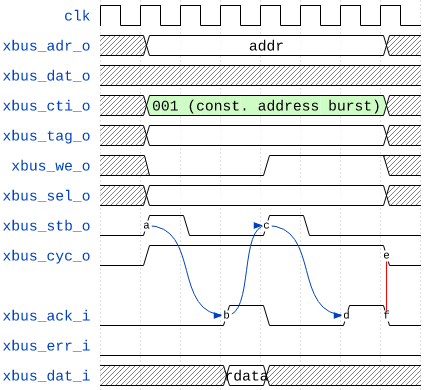 clk
xbus_adr_o addr
xbus_dat_o
xbus_cti_o 001 (const. address burst)
xbus_tag_o
xbus_we_o
xbus_sel_o
xbus_stb_o a c
xbus_cyc_o e
xbus_ack_i b d f
xbus_err_i
xbus_dat_i rdata